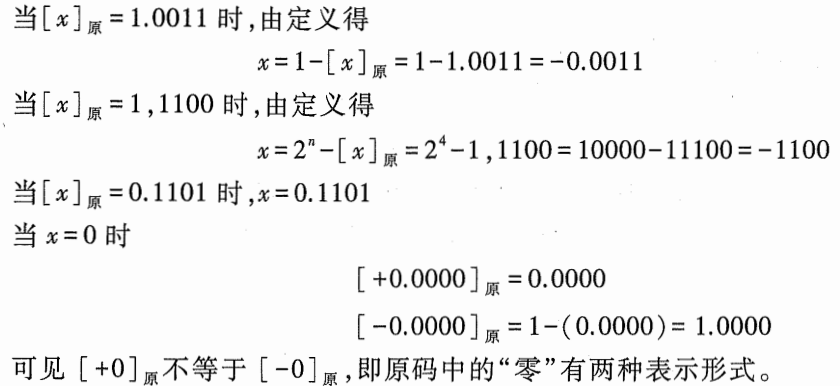 当[x]原=1.0011 时,由定义得
x=1-[x]原=1-1.0011=-0.0011
当[x]原=1,1100 时,由定义得
x=2ⁿ-[x]原=2⁴-1,1100=10000-11100=-1100
当[x]原=0.1101 时,x=0.1101
当 x=0 时
[+0.0000]原=0.0000
[-0.0000]原=1-(0.0000)=1.0000
可见 [+0]原不等于 [-0]原,即原码中的“零”有两种表示形式。